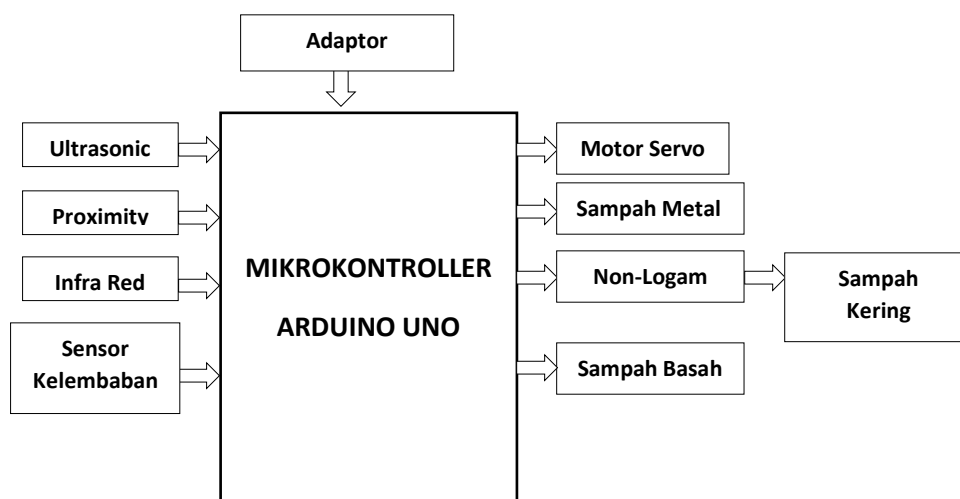 Adaptor
Ultrasonic
Proximity
Infra Red
Sensor
Kelembaban
MIKROKONTROLLER
ARDUINO UNO
Motor Servo
Sampah Metal
Non-Logam
Sampah Basah
Sampah
Kering